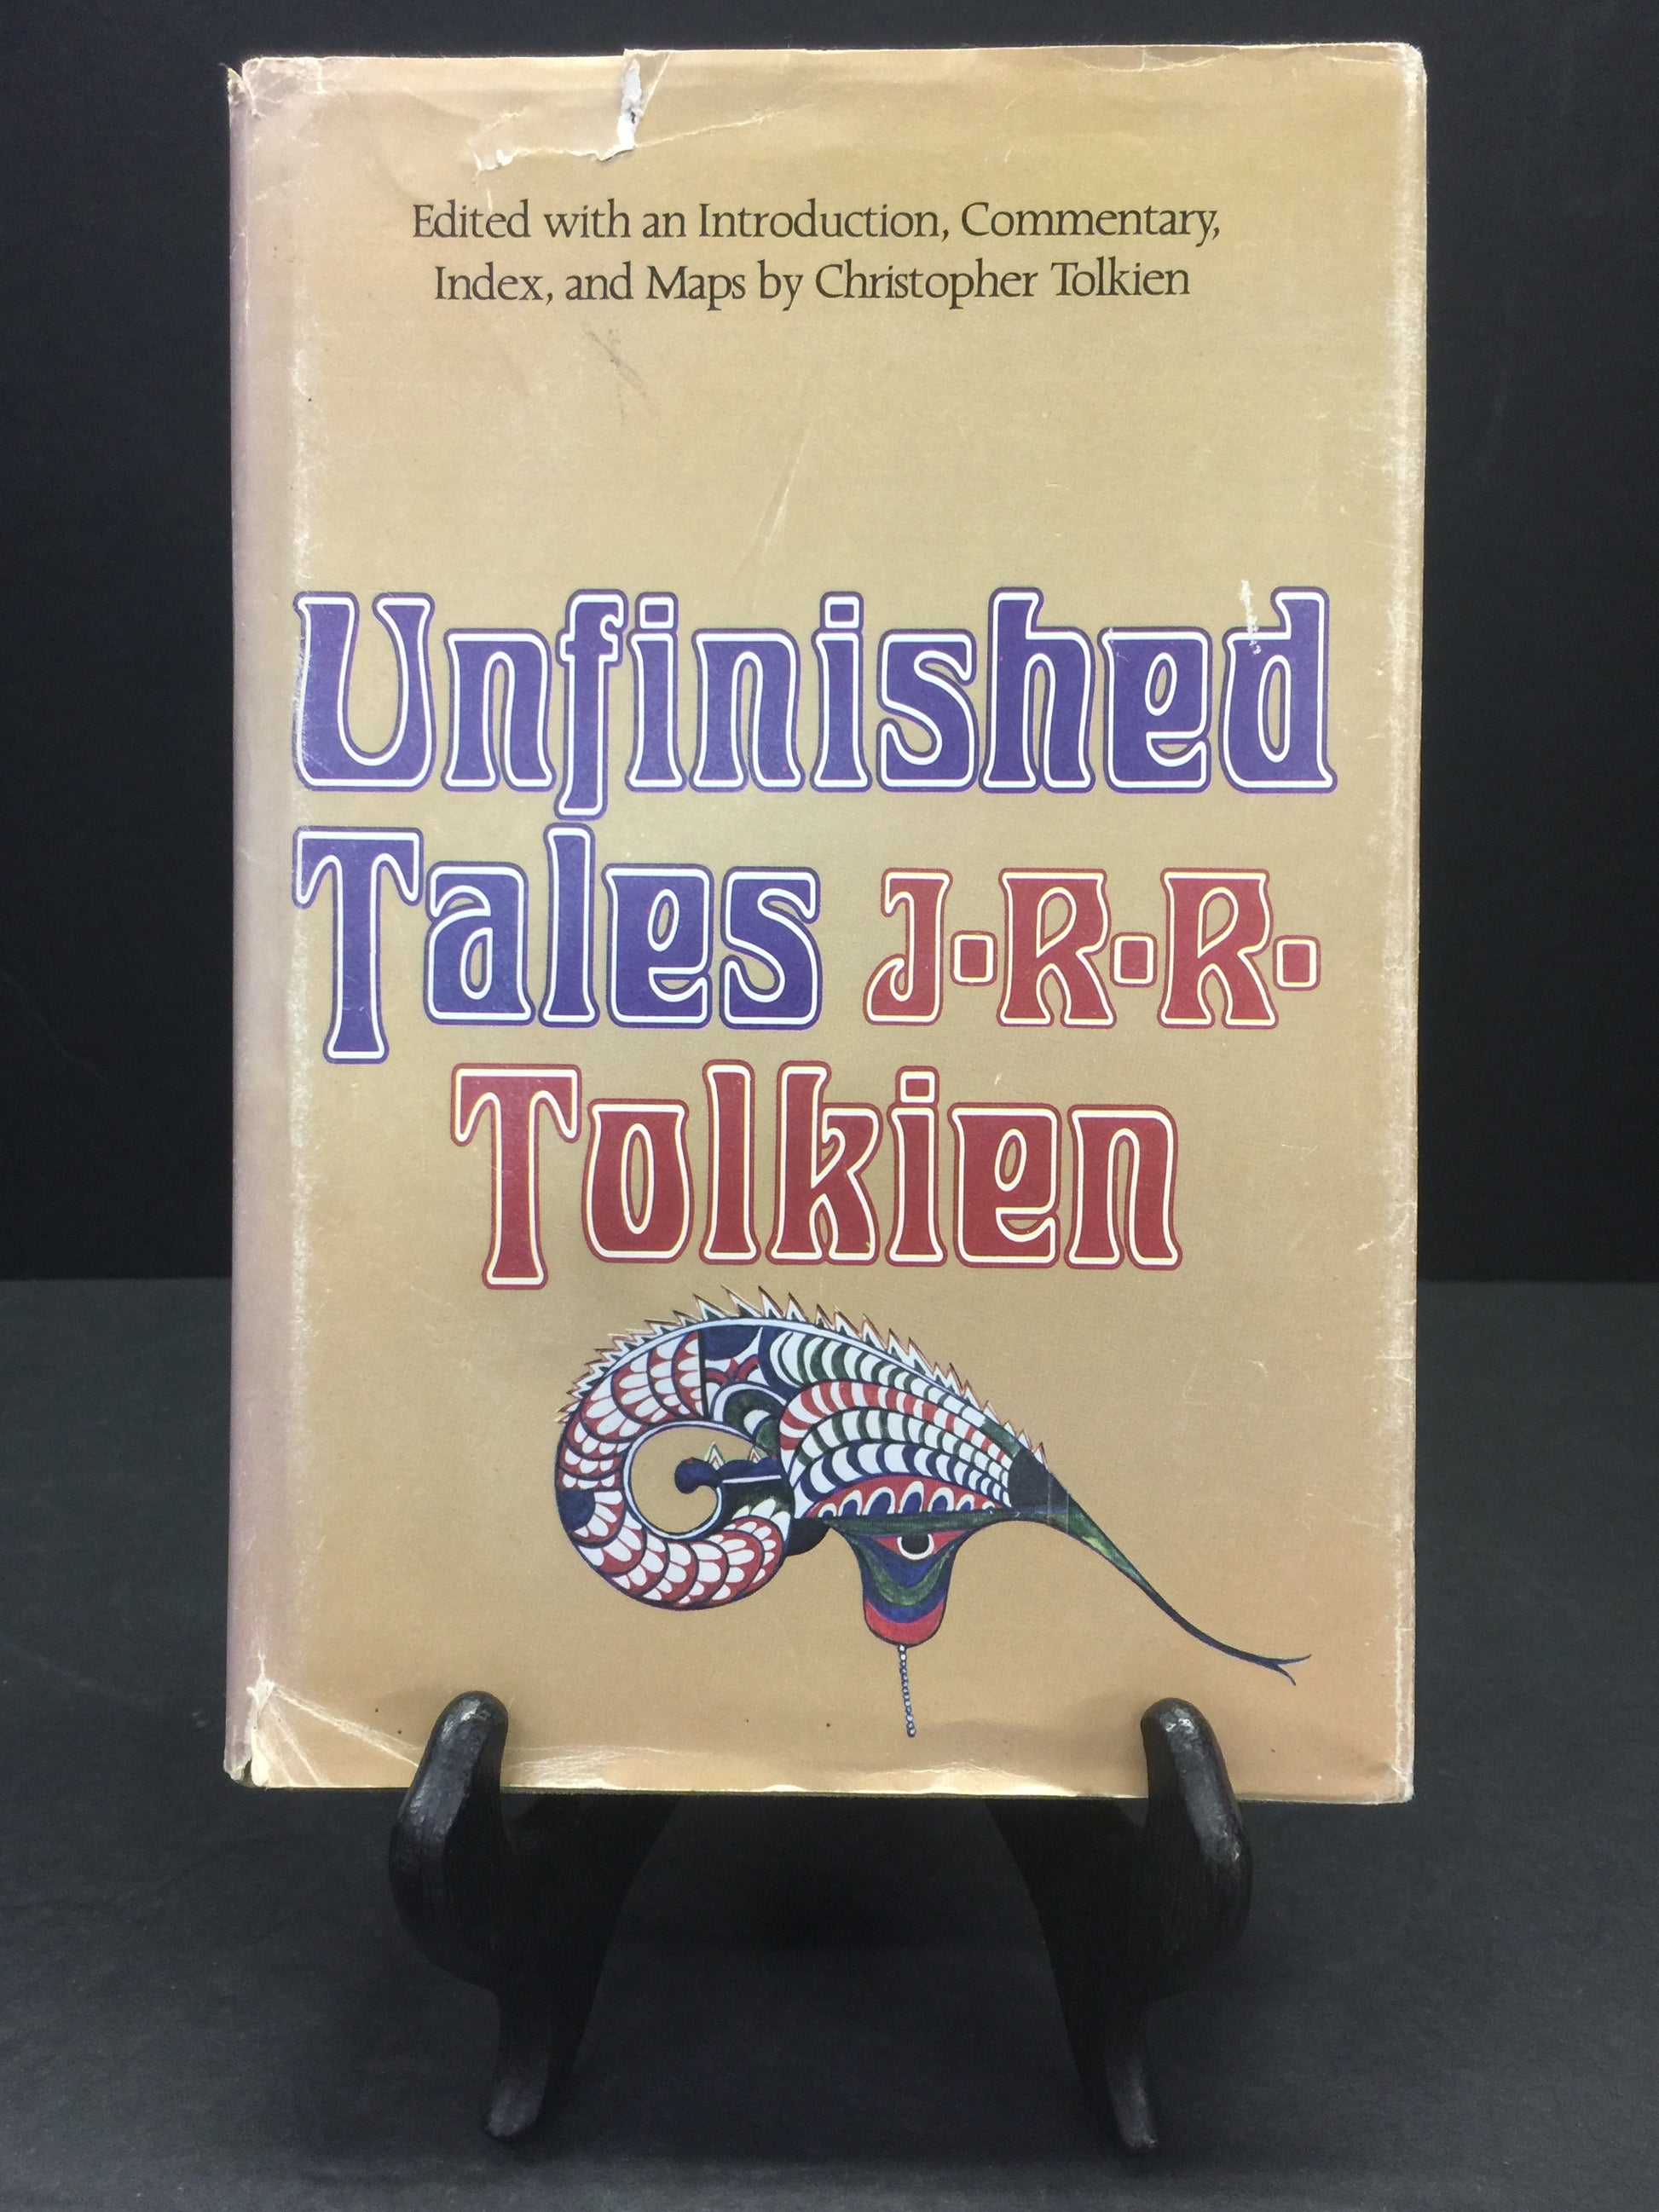 Edited with an Introduction, Commentary,
Index, and Maps by Christopher Tolkien
Unfinished
Tales J·R·R·
Tolkien